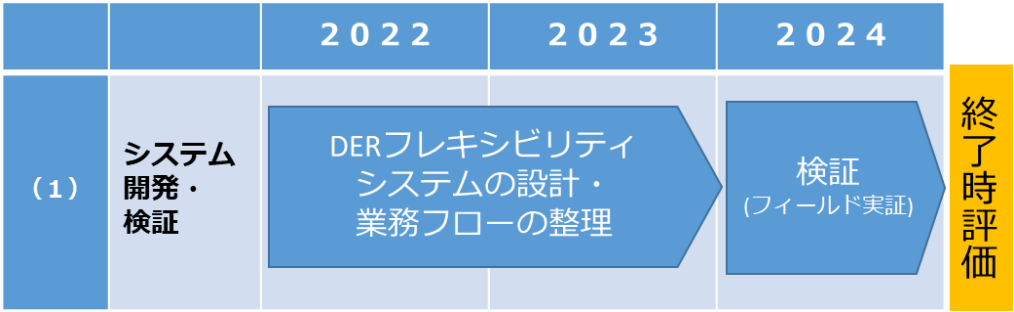 ２０２２ ２０２３ ２０２４
（１）
システム
開発・
検証
DERフレキシビリティ
システムの設計・
業務フローの整理
検証
(フィールド実証)
終了時評価